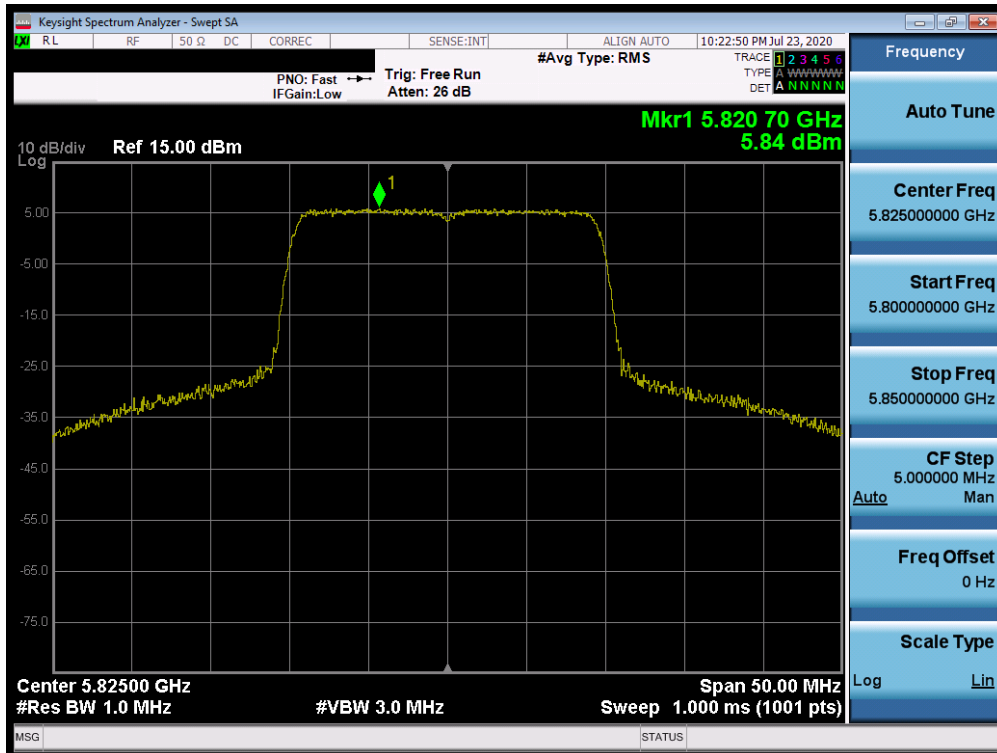 Keysight Spectrum Analyzer - Swept SA
LXI RL RF 50 Ω DC CORREC SENSE:INT ALIGN AUTO 10:22:50 PM Jul 23, 2020
#Avg Type: RMS
TRACE 1 2 3 4 5 6
PNO: Fast Trig: Free Run
TYPE A WWWWW
IFGain:Low Atten: 26 dB
DET A N N N N N
Mkr1 5.820 70 GHz
5.84 dBm
10 dB/div Ref 15.00 dBm
Log
1
5.00
-5.00
-15.0
-25.0
-35.0
-45.0
-55.0
-65.0
-75.0
Center 5.82500 GHz Span 50.00 MHz
#Res BW 1.0 MHz #VBW 3.0 MHz Sweep 1.000 ms (1001 pts)
MSG STATUS
Frequency
Auto Tune
Center Freq
5.825000000 GHz
Start Freq
5.800000000 GHz
Stop Freq
5.850000000 GHz
CF Step
5.000000 MHz
Auto Man
Freq Offset
0 Hz
Scale Type
Log Lin